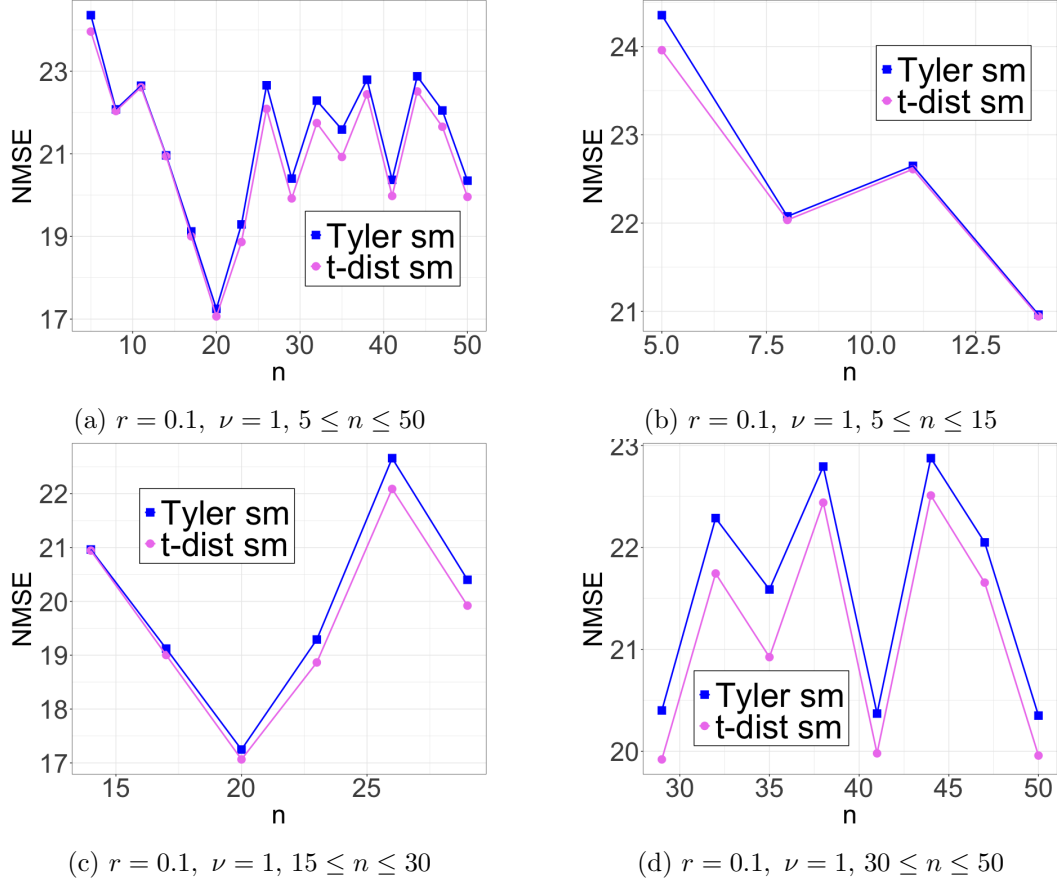 23
21
19
17
NMSE
10 20 30 40 50
n
Tyler sm
t-dist sm
(a) r = 0.1, ν = 1, 5 ≤ n ≤ 50
24
23
22
21
NMSE
5.0 7.5 10.0 12.5
n
Tyler sm
t-dist sm
(b) r = 0.1, ν = 1, 5 ≤ n ≤ 15
22
21
20
19
18
17
NMSE
15 20 25
n
Tyler sm
t-dist sm
(c) r = 0.1, ν = 1, 15 ≤ n ≤ 30
23
22
21
20
NMSE
30 35 40 45 50
n
Tyler sm
t-dist sm
(d) r = 0.1, ν = 1, 30 ≤ n ≤ 50